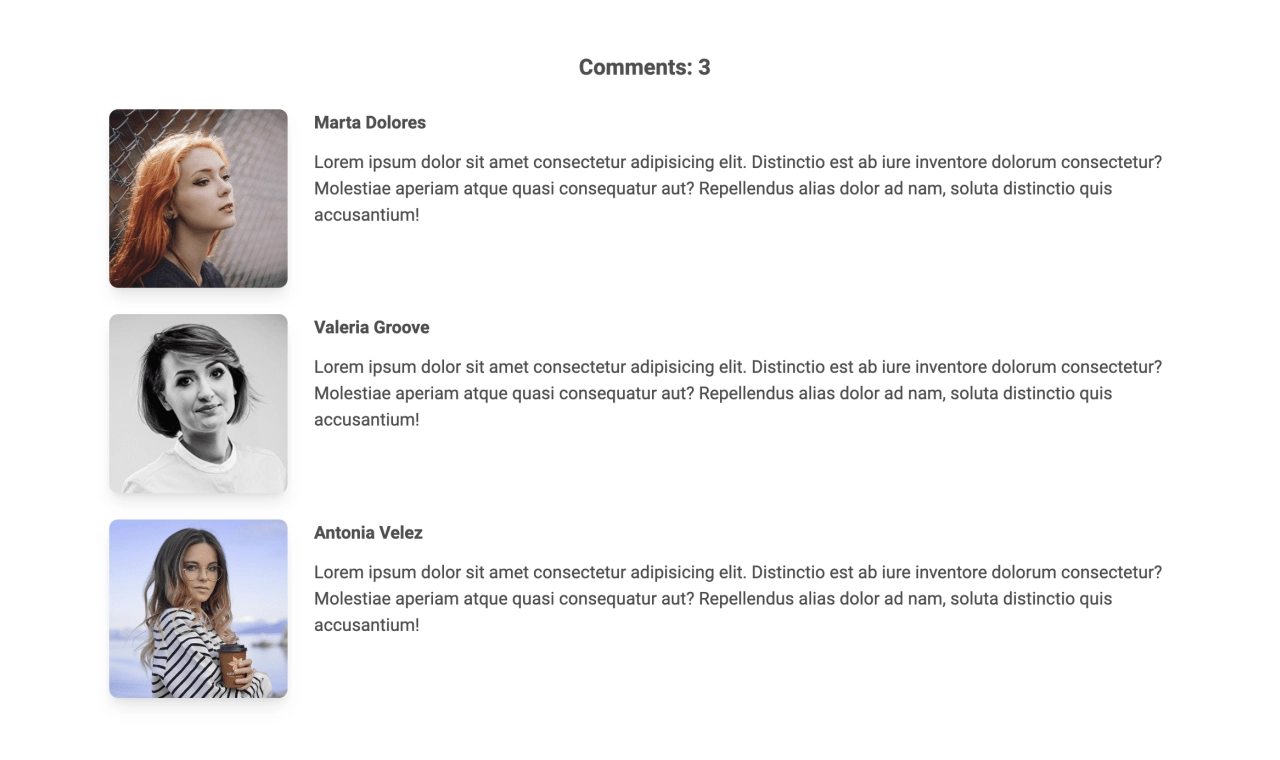 Comments: 3
Marta Dolores
Lorem ipsum dolor sit amet consectetur adipisicing elit. Distinctio est ab iure inventore dolorum consectetur?
Molestiae aperiam atque quasi consequatur aut? Repellendus alias dolor ad nam, soluta distinctio quis
accusantium!
Valeria Groove
Lorem ipsum dolor sit amet consectetur adipisicing elit. Distinctio est ab iure inventore dolorum consectetur?
Molestiae aperiam atque quasi consequatur aut? Repellendus alias dolor ad nam, soluta distinctio quis
accusantium!
Antonia Velez
Lorem ipsum dolor sit amet consectetur adipisicing elit. Distinctio est ab iure inventore dolorum consectetur?
Molestiae aperiam atque quasi consequatur aut? Repellendus alias dolor ad nam, soluta distinctio quis
accusantium!